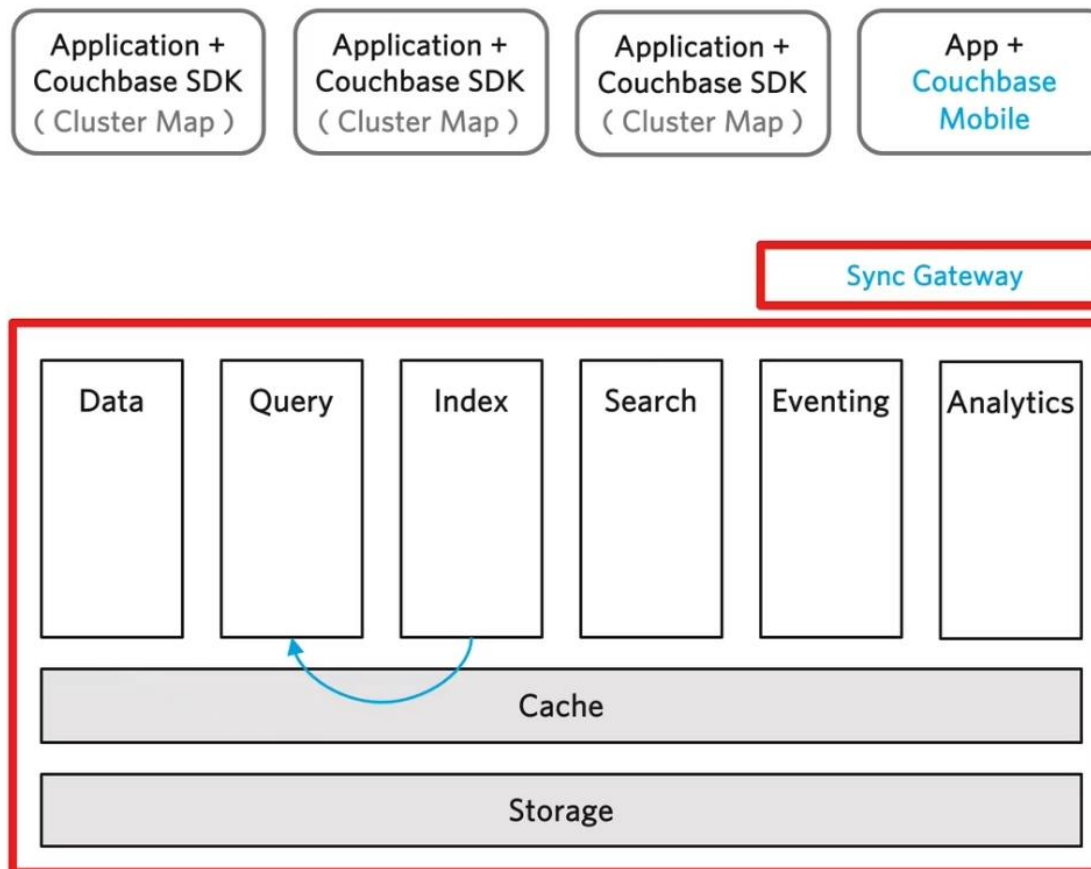 Application +
Couchbase SDK
( Cluster Map )
Application +
Couchbase SDK
( Cluster Map )
Application +
Couchbase SDK
( Cluster Map )
App +
Couchbase
Mobile
Sync Gateway
Data
Query
Index
Search
Eventing
Analytics
Cache
Storage